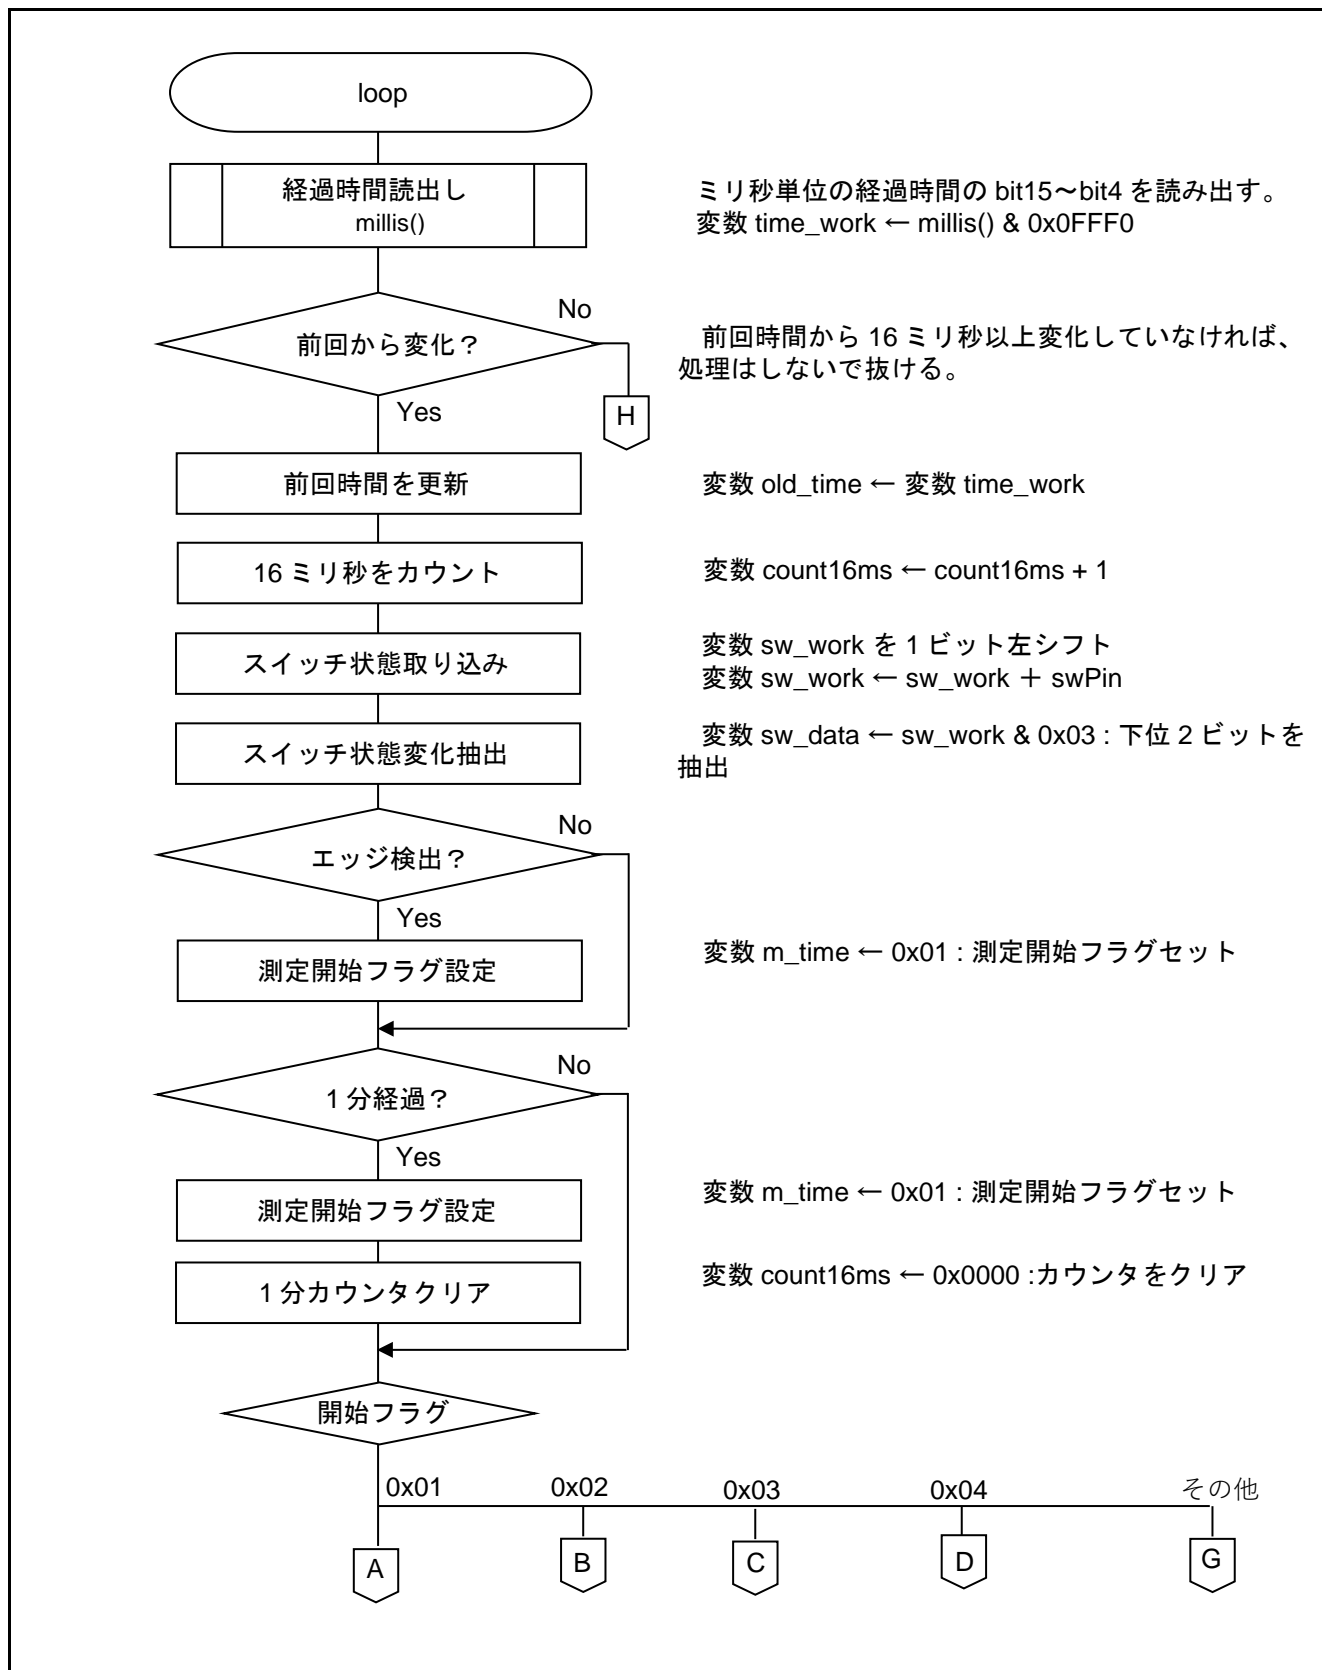 loop
経過時間読出し
millis()
ミリ秒単位の経過時間の bit15～bit4 を読み出す。
変数 time_work ← millis() & 0x0FFF0
No
前回から変化？
前回時間から 16 ミリ秒以上変化していなければ、
処理はしないで抜ける。
Yes
H
前回時間を更新
変数 old_time ← 変数 time_work
16 ミリ秒をカウント
変数 count16ms ← count16ms + 1
スイッチ状態取り込み
変数 sw_work を 1 ビット左シフト
変数 sw_work ← sw_work ＋ swPin
スイッチ状態変化抽出
変数 sw_data ← sw_work & 0x03 : 下位 2 ビットを
抽出
No
エッジ検出？
Yes
測定開始フラグ設定
変数 m_time ← 0x01 : 測定開始フラグセット
No
1 分経過？
Yes
測定開始フラグ設定
変数 m_time ← 0x01 : 測定開始フラグセット
1 分カウンタクリア
変数 count16ms ← 0x0000 :カウンタをクリア
開始フラグ
0x01 0x02 0x03 0x04 その他
A B C D G